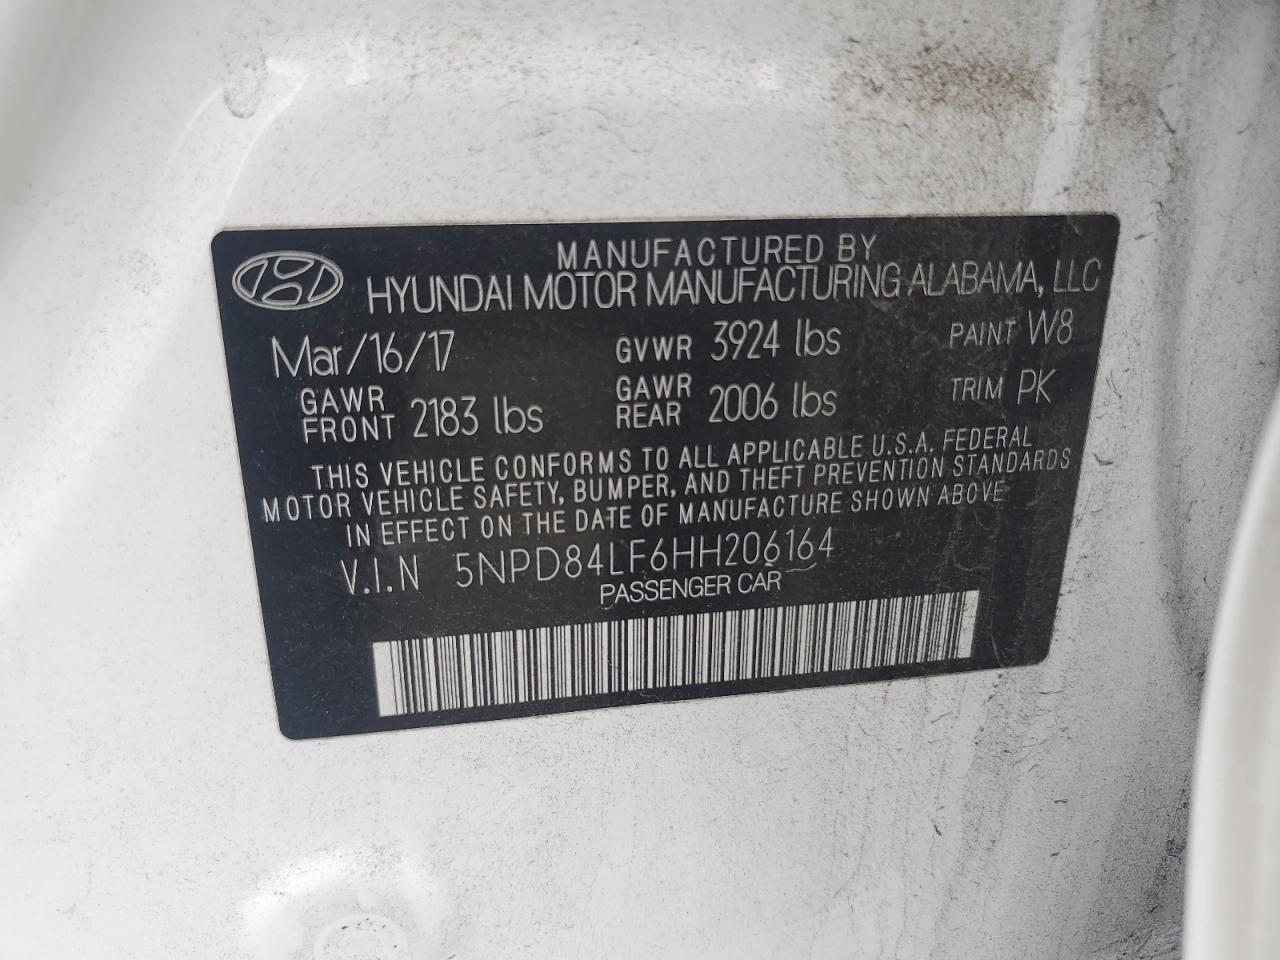 MANUFACTURED BY
HYUNDAI MOTOR MANUFACTURING ALABAMA, LLC
Mar/16/17 GVWR 3924 lbs PAINT W8
GAWR FRONT 2183 lbs GAWR REAR 2006 lbs TRIM PK
THIS VEHICLE CONFORMS TO ALL APPLICABLE U.S.A. FEDERAL
MOTOR VEHICLE SAFETY, BUMPER, AND THEFT PREVENTION STANDARDS
IN EFFECT ON THE DATE OF MANUFACTURE SHOWN ABOVE
V.I.N 5NPD84LF6HH206164
PASSENGER CAR